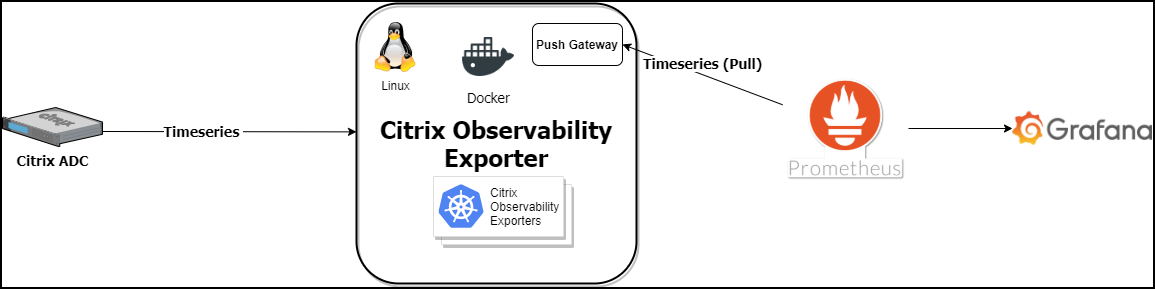 Linux
Docker
Push Gateway
Timeseries (Pull)
citrix
Citrix ADC
Timeseries
Citrix Observability
Exporter
Citrix
Observability
Exporters
Prometheus
Grafana